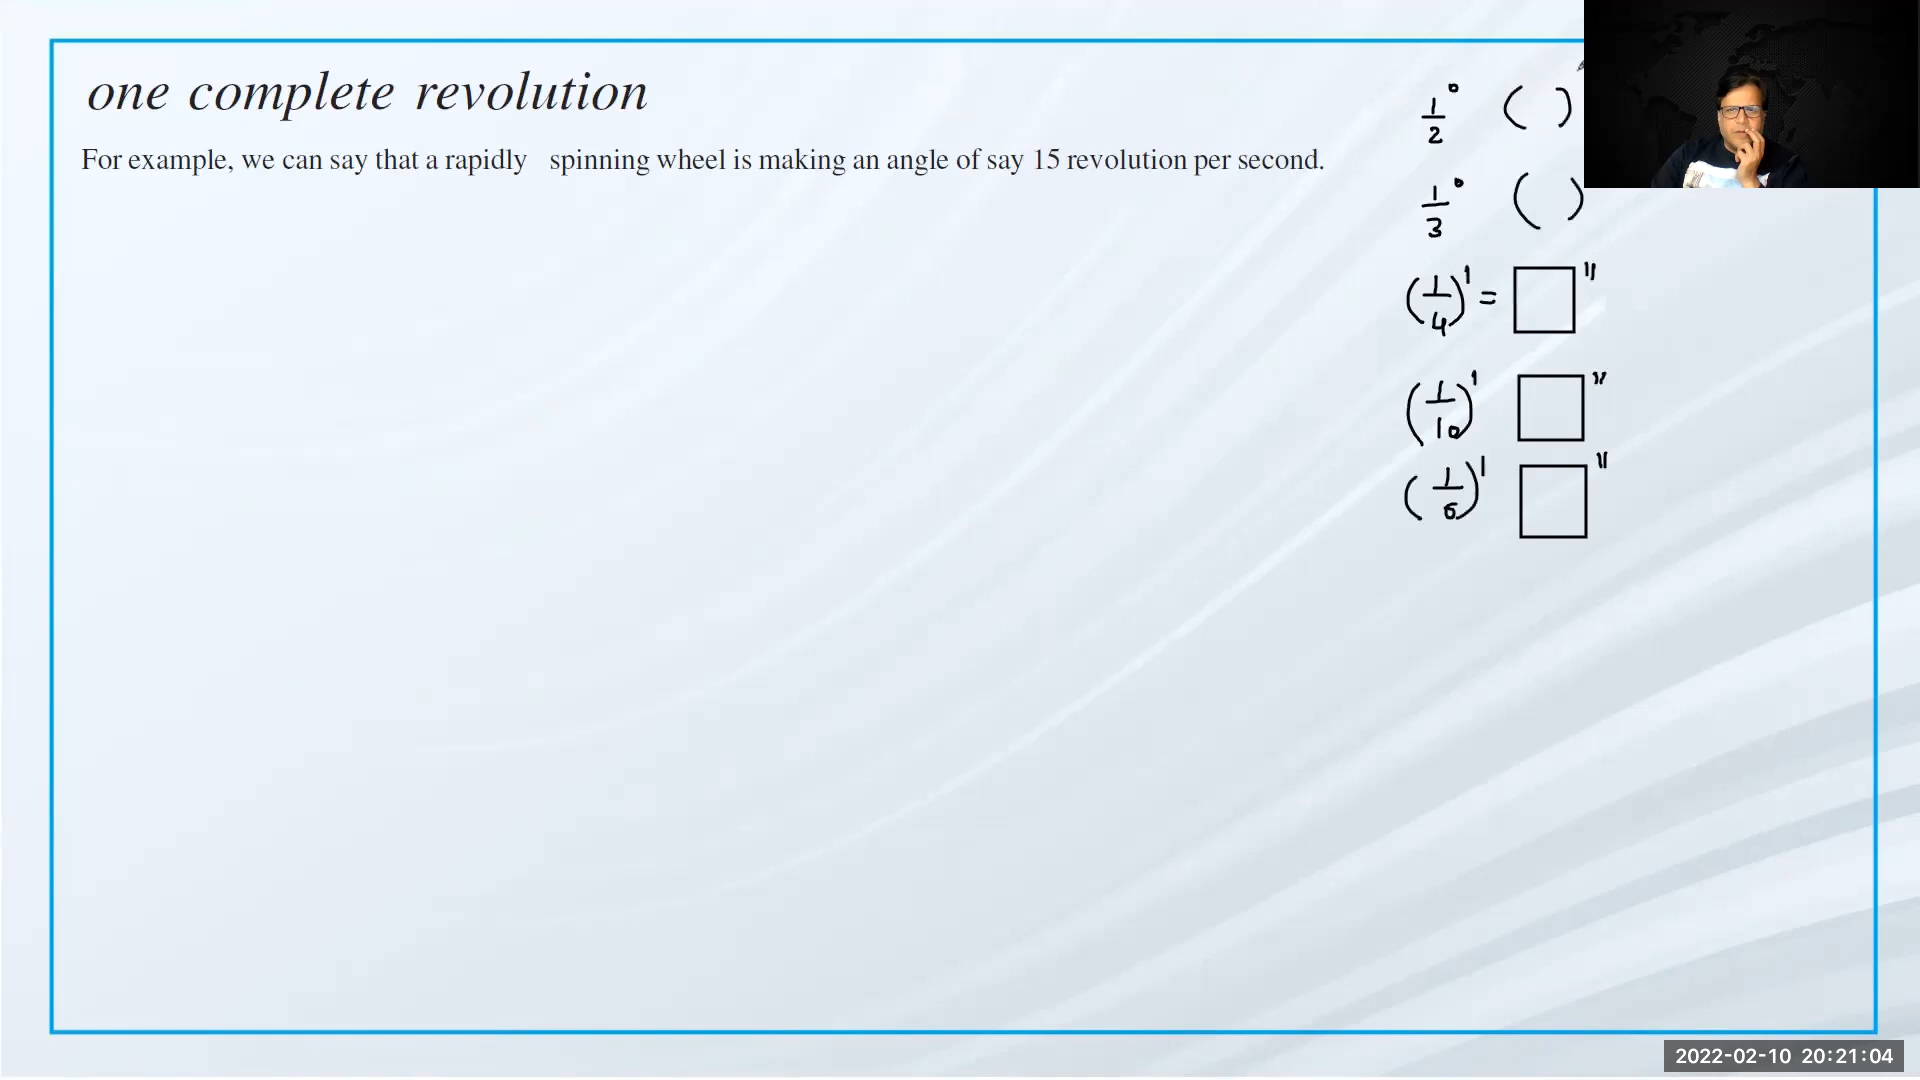 one complete revolution
For example, we can say that a rapidly spinning wheel is making an angle of say 15 revolution per second.
1/2° ( )
1/3° ( )
(1/4)' = □"
(1/10)' □"
(1/6)' □"
2022-02-10 20:21:04